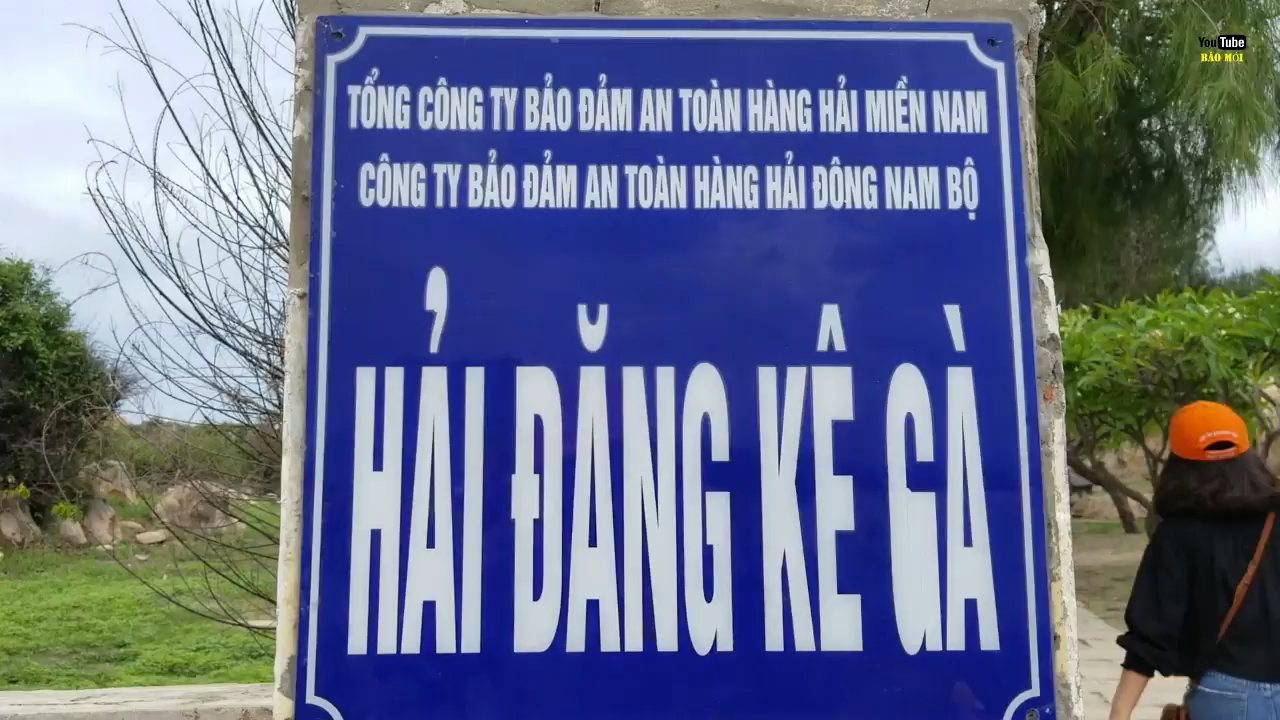 YouTube
BẢO MỚI
TỔNG CÔNG TY BẢO ĐẢM AN TOÀN HÀNG HẢI MIỀN NAM
CÔNG TY BẢO ĐẢM AN TOÀN HÀNG HẢI ĐÔNG NAM BỘ
HẢI ĐĂNG KÊ GÀ